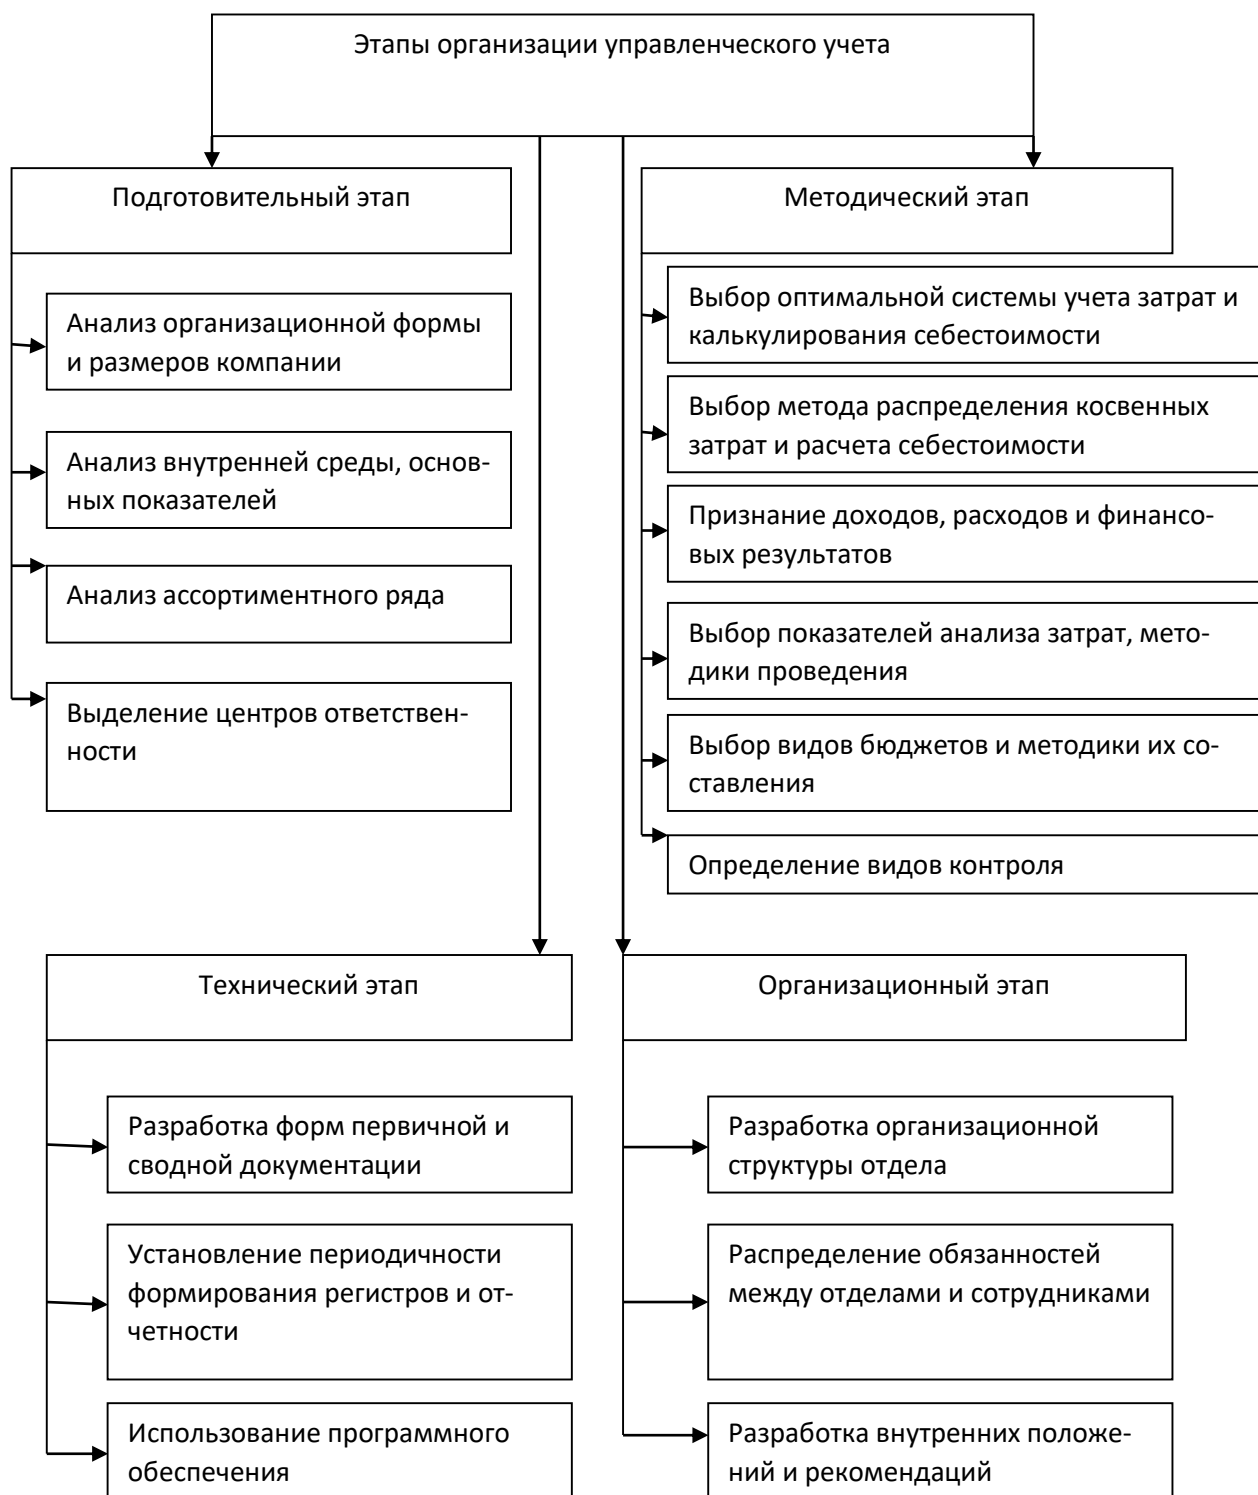 Этапы организации управленческого учета
Подготовительный этап
Анализ организационной формы
и размеров компании
Анализ внутренней среды, основ-
ных показателей
Анализ ассортиментного ряда
Выделение центров ответствен-
ности
Методический этап
Выбор оптимальной системы учета затрат и
калькулирования себестоимости
Выбор метода распределения косвенных
затрат и расчета себестоимости
Признание доходов, расходов и финансо-
вых результатов
Выбор показателей анализа затрат, мето-
дики проведения
Выбор видов бюджетов и методики их со-
ставления
Определение видов контроля
Технический этап
Разработка форм первичной и
сводной документации
Установление периодичности
формирования регистров и от-
четности
Использование программного
обеспечения
Организационный этап
Разработка организационной
структуры отдела
Распределение обязанностей
между отделами и сотрудниками
Разработка внутренних положе-
ний и рекомендаций